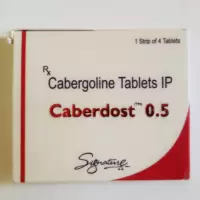 1 Strip of 4 Tablets
Rx
Cabergoline Tablets IP
Caberdost™ 0.5
Signature